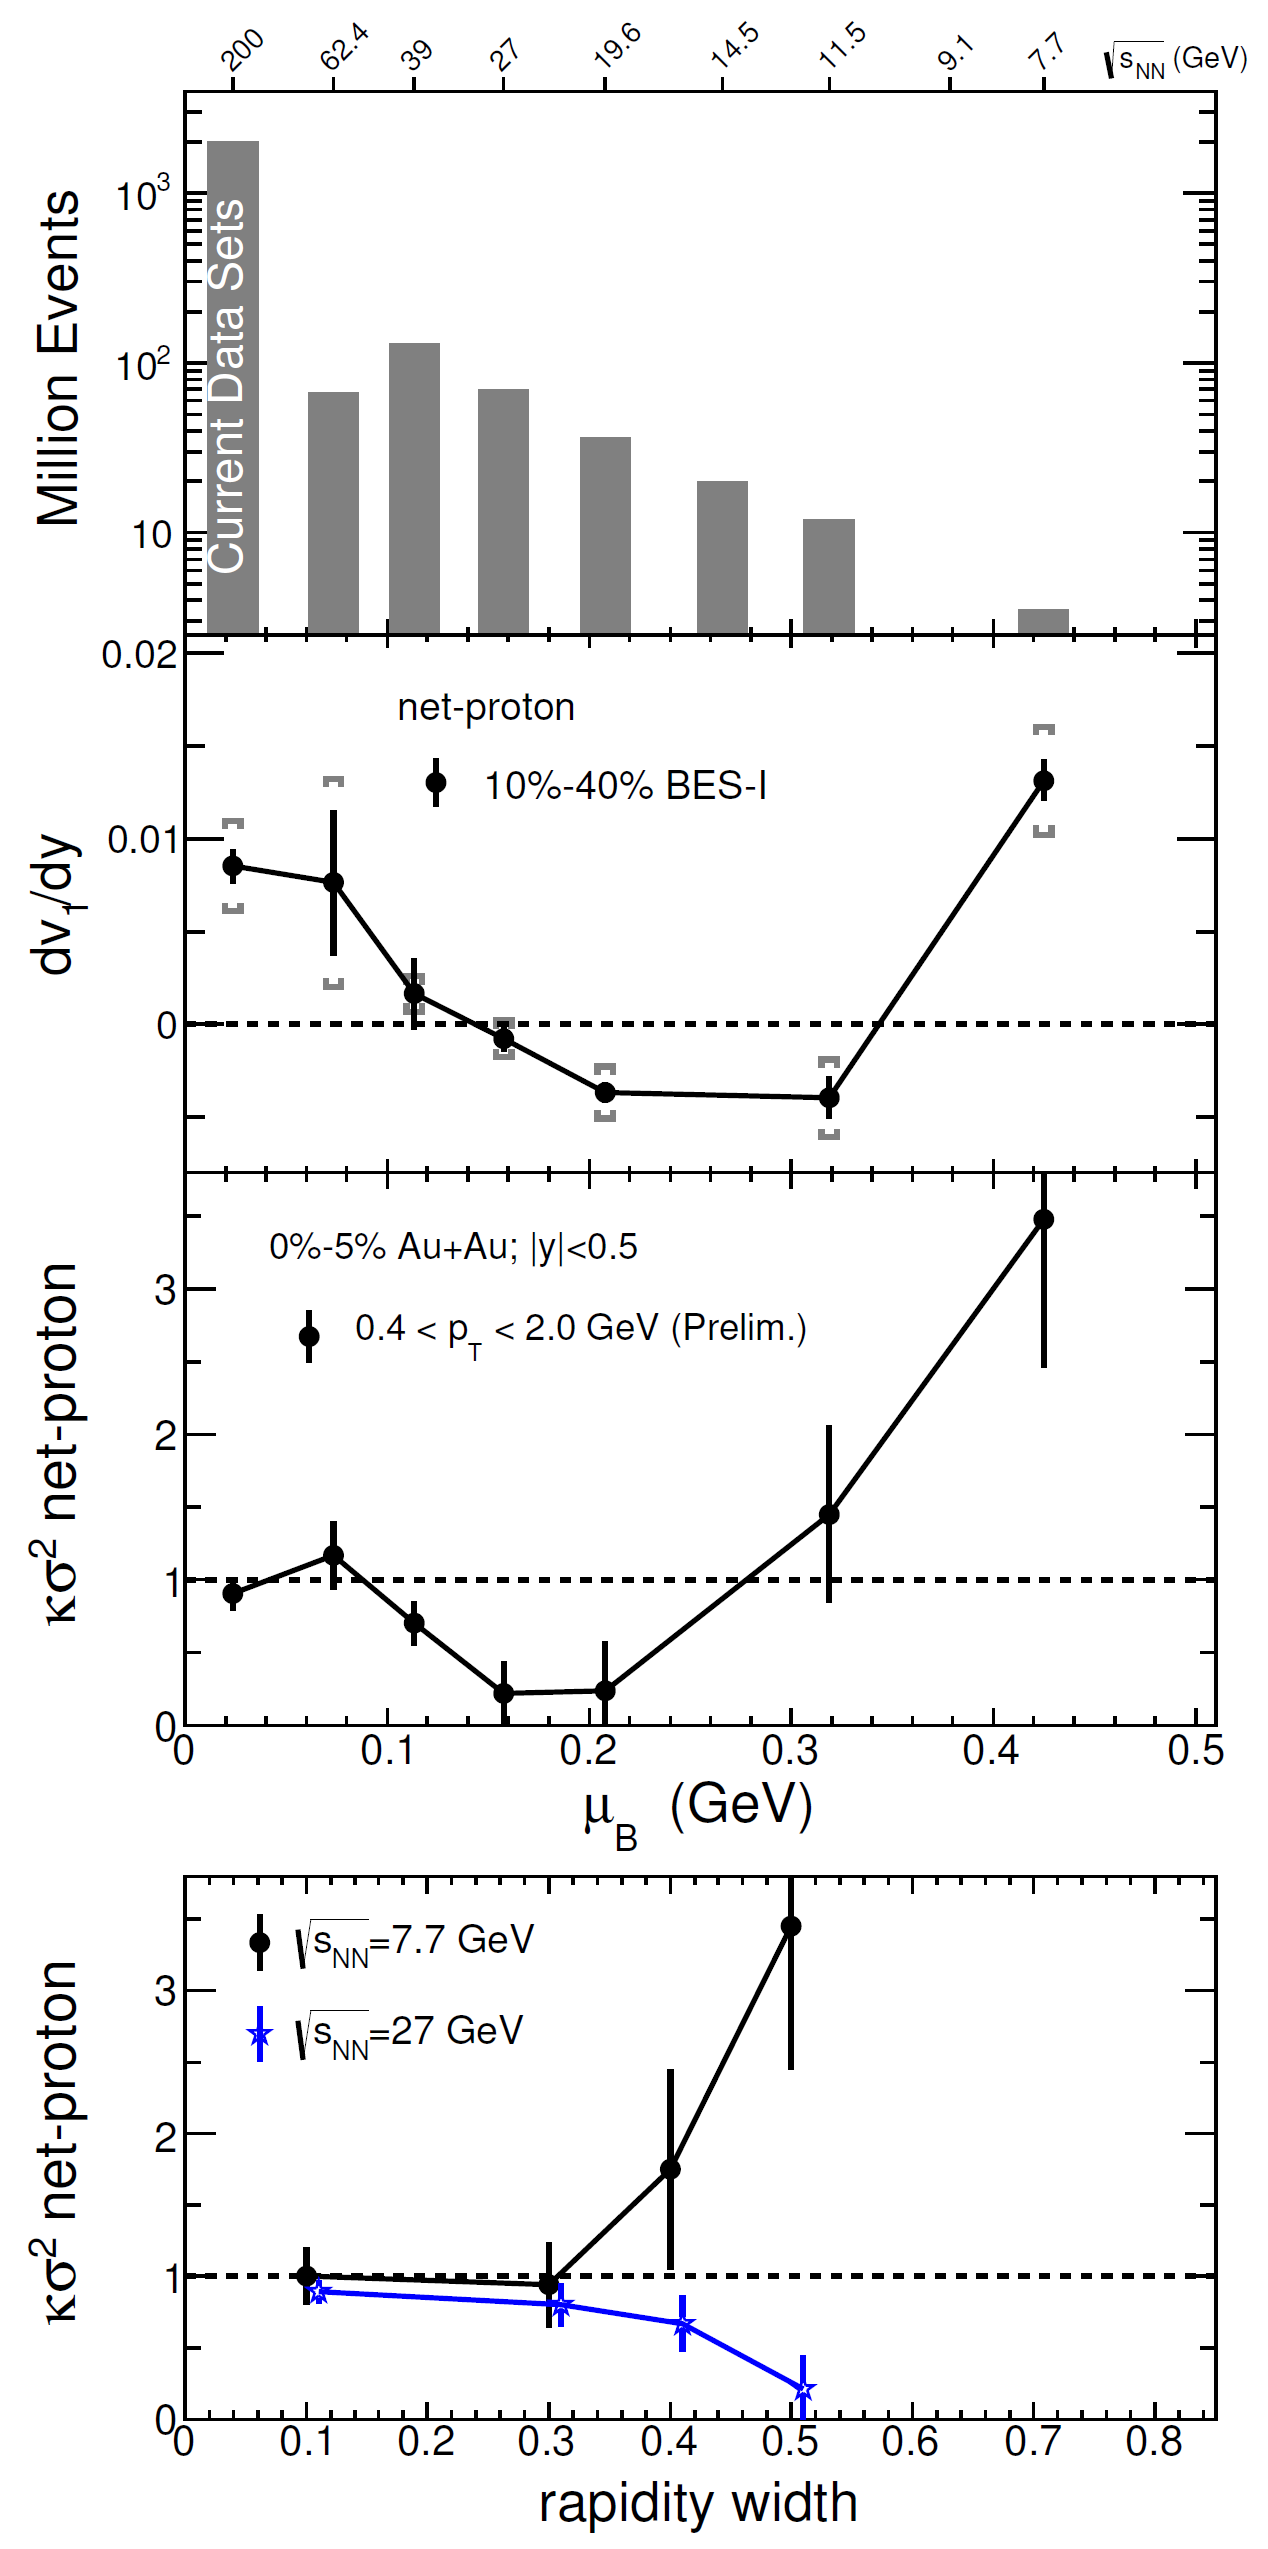 200 62.4 39 27 19.6 14.5 11.5 9.1 7.7 √sNN (GeV)
10³
10²
10
Million Events
Current Data Sets
0.02
0.01
0
dv₁/dy
net-proton
10%-40% BES-I
3
2
1
0
κσ² net-proton
0%-5% Au+Au; |y|<0.5
0.4 < pT < 2.0 GeV (Prelim.)
0 0.1 0.2 0.3 0.4 0.5
μB (GeV)
√sNN=7.7 GeV
√sNN=27 GeV
3
2
1
0
κσ² net-proton
0 0.1 0.2 0.3 0.4 0.5 0.6 0.7 0.8
rapidity width